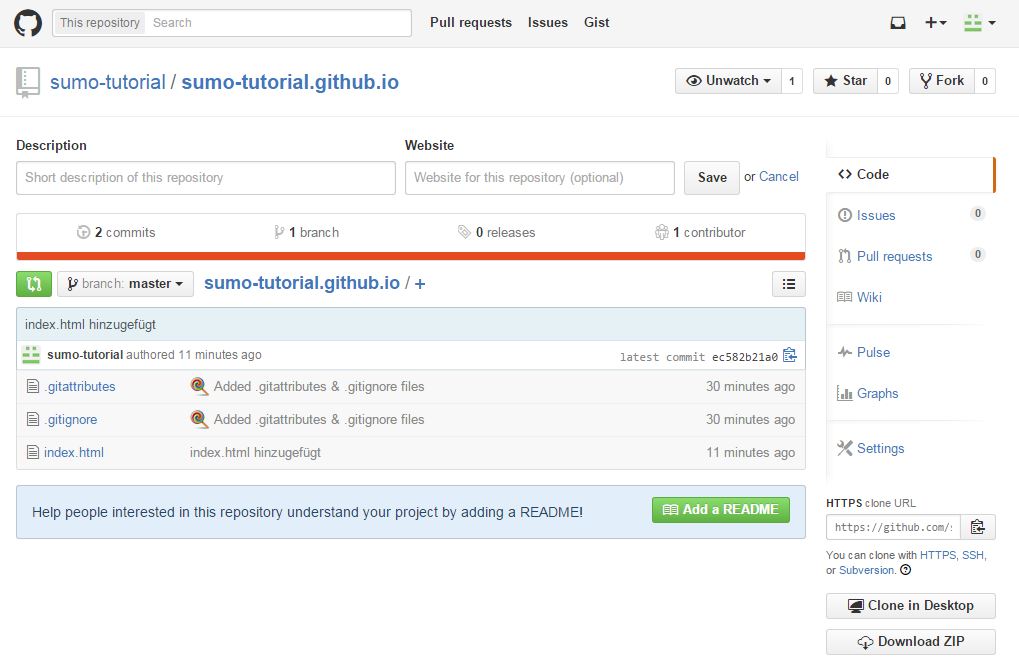 This repository Search Pull requests Issues Gist
sumo-tutorial / sumo-tutorial.github.io Unwatch 1 Star 0 Fork 0
Description Website
Short description of this repository Website for this repository (optional) Save or Cancel
2 commits 1 branch 0 releases 1 contributor
branch: master sumo-tutorial.github.io / +
index.html hinzugefügt
sumo-tutorial authored 11 minutes ago latest commit ec582b21a0
.gitattributes Added .gitattributes & .gitignore files 30 minutes ago
.gitignore Added .gitattributes & .gitignore files 30 minutes ago
index.html index.html hinzugefügt 11 minutes ago
Help people interested in this repository understand your project by adding a README! Add a README
Code
Issues 0
Pull requests 0
Wiki
Pulse
Graphs
Settings
HTTPS clone URL
https://github.com/
You can clone with HTTPS, SSH,
or Subversion.
Clone in Desktop
Download ZIP